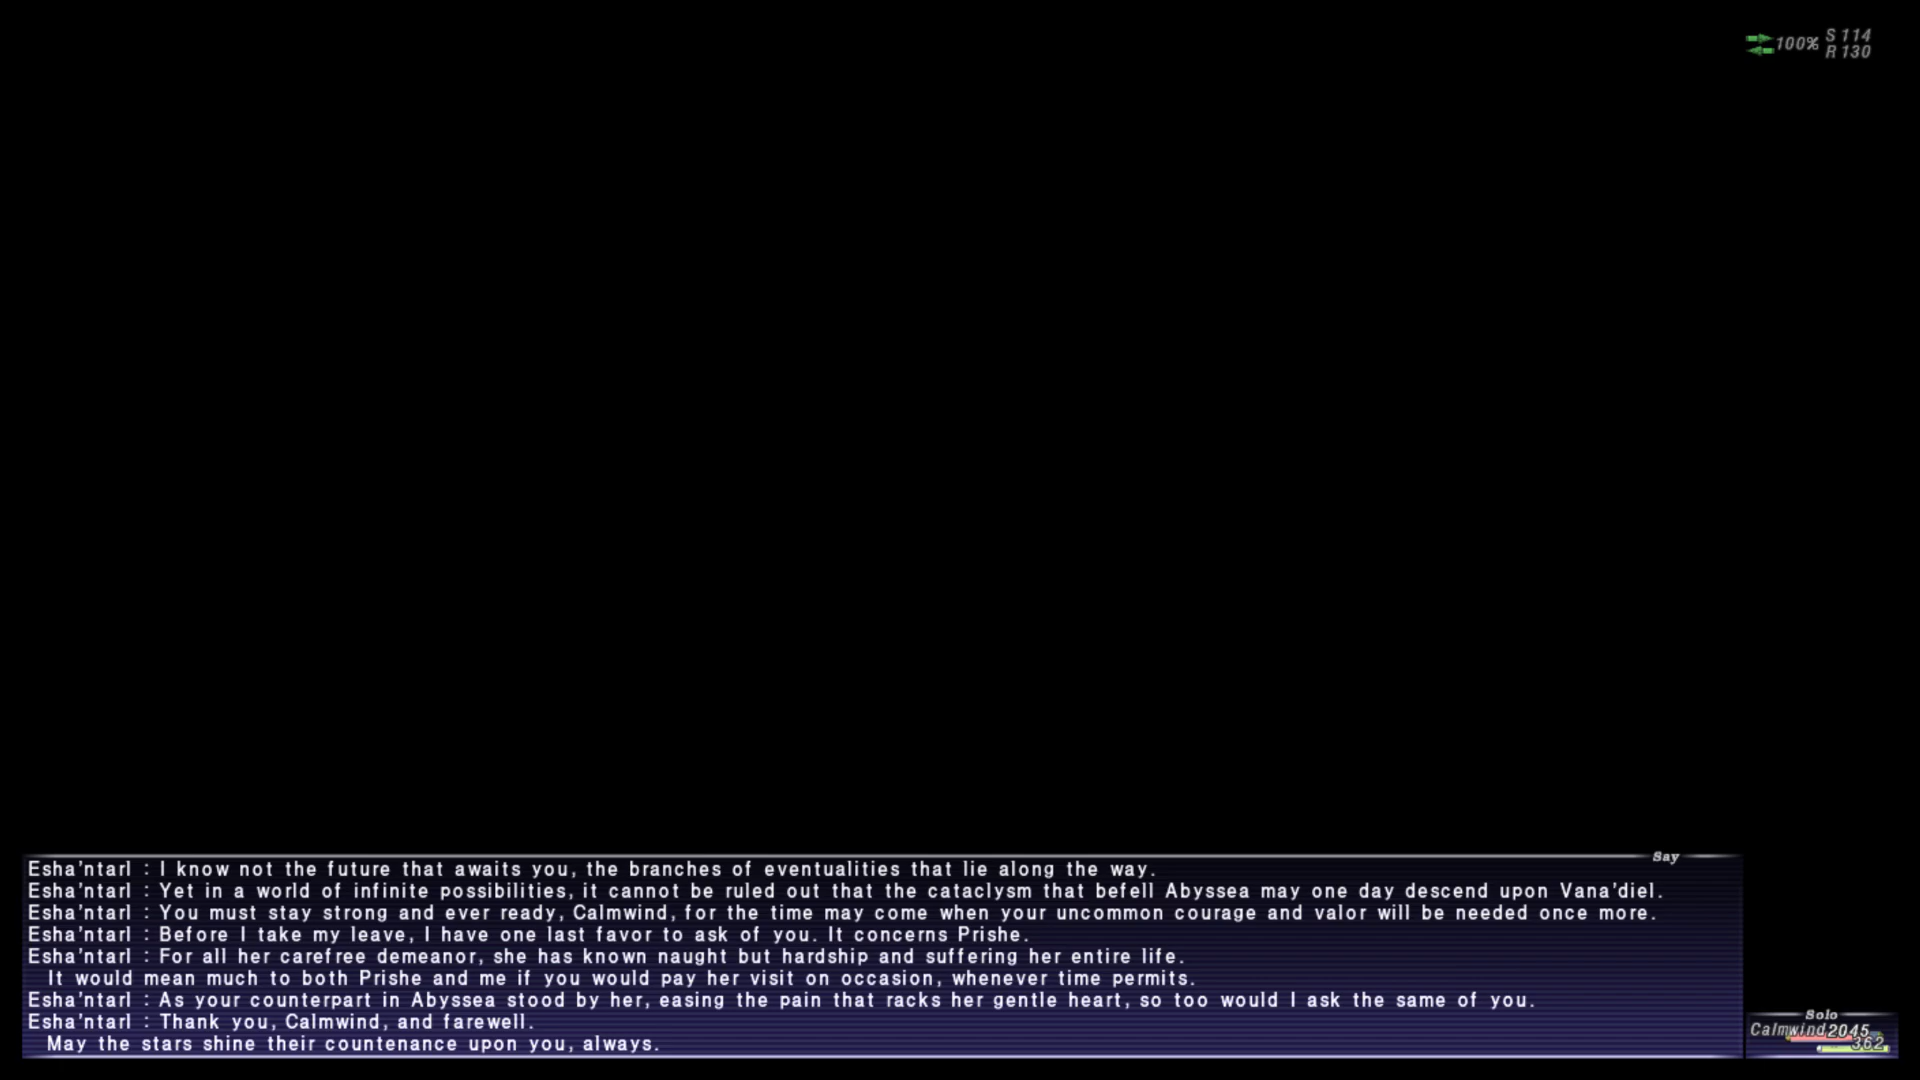 100% S 114
R 130
Say
Esha'ntarl : I know not the future that awaits you, the branches of eventualities that lie along the way.
Esha'ntarl : Yet in a world of infinite possibilities, it cannot be ruled out that the cataclysm that befell Abyssea may one day descend upon Vana'diel.
Esha'ntarl : You must stay strong and ever ready, Calmwind, for the time may come when your uncommon courage and valor will be needed once more.
Esha'ntarl : Before I take my leave, I have one last favor to ask of you. It concerns Prishe.
Esha'ntarl : For all her carefree demeanor, she has known naught but hardship and suffering her entire life.
It would mean much to both Prishe and me if you would pay her visit on occasion, whenever time permits.
Esha'ntarl : As your counterpart in Abyssea stood by her, easing the pain that racks her gentle heart, so too would I ask the same of you.
Esha'ntarl : Thank you, Calmwind, and farewell.
May the stars shine their countenance upon you, always.
Solo
Calmwind 2045
362